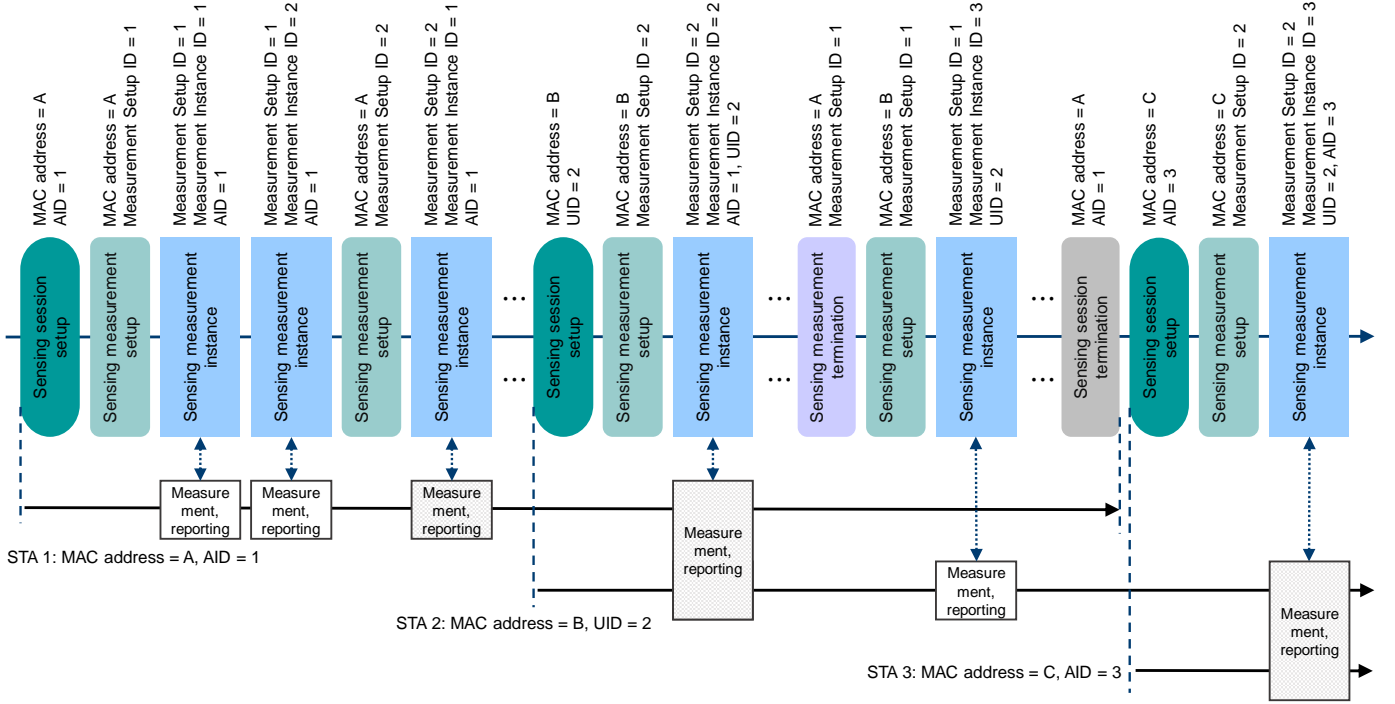 MAC address = A
AID = 1
MAC address = A
Measurement Setup ID = 1
Measurement Setup ID = 1
Measurement Instance ID = 1
AID = 1
Measurement Setup ID = 1
Measurement Instance ID = 2
AID = 1
MAC address = A
Measurement Setup ID = 2
Measurement Setup ID = 2
Measurement Instance ID = 1
AID = 1
MAC address = B
UID = 2
MAC address = B
Measurement Setup ID = 2
Measurement Setup ID = 2
Measurement Instance ID = 2
AID = 1, UID = 2
MAC address = A
Measurement Setup ID = 1
MAC address = B
Measurement Setup ID = 1
Measurement Setup ID = 1
Measurement Instance ID = 3
UID = 2
MAC address = A
AID = 1
MAC address = C
AID = 3
MAC address = C
Measurement Setup ID = 2
Measurement Setup ID = 2
Measurement Instance ID = 3
UID = 2, AID = 3
Sensing session
setup
Sensing measurement
setup
Sensing measurement
instance
Sensing measurement
instance
Sensing measurement
setup
Sensing measurement
instance
...
...
Sensing session
setup
Sensing measurement
setup
Sensing measurement
instance
...
...
Sensing measurement
termination
Sensing measurement
setup
Sensing measurement
instance
...
...
Sensing session
termination
Sensing session
setup
Sensing measurement
setup
Sensing measurement
instance
Measure
ment,
reporting
Measure
ment,
reporting
Measure
ment,
reporting
Measure
ment,
reporting
STA 1: MAC address = A, AID = 1
Measure
ment,
reporting
STA 2: MAC address = B, UID = 2
Measure
ment,
reporting
STA 3: MAC address = C, AID = 3